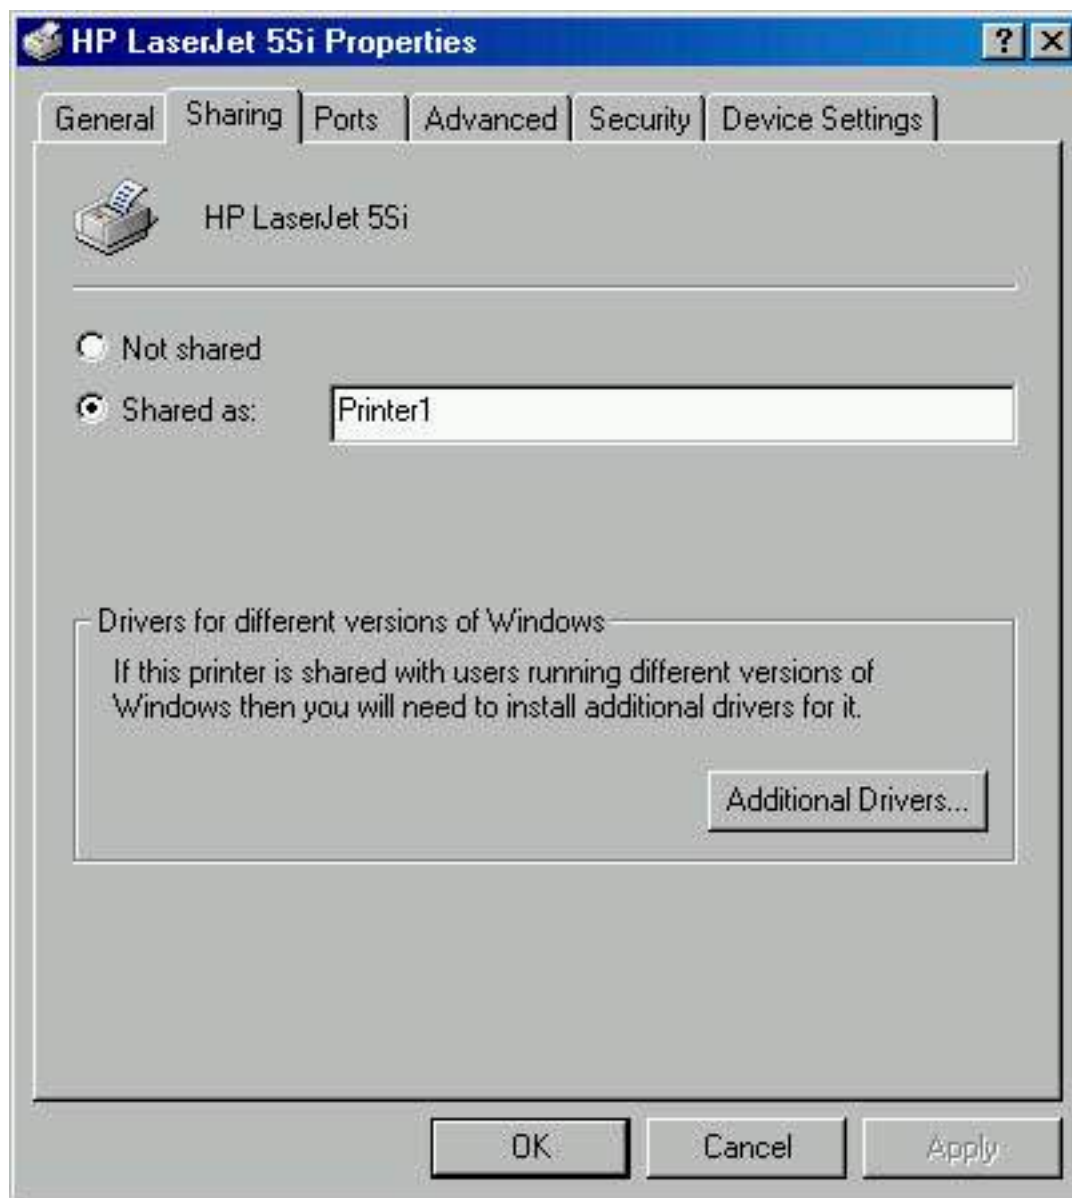 HP LaserJet 5Si Properties
General Sharing Ports Advanced Security Device Settings
HP LaserJet 5Si
Not shared
Shared as: Printer1
Drivers for different versions of Windows
If this printer is shared with users running different versions of
Windows then you will need to install additional drivers for it.
Additional Drivers...
OK Cancel Apply